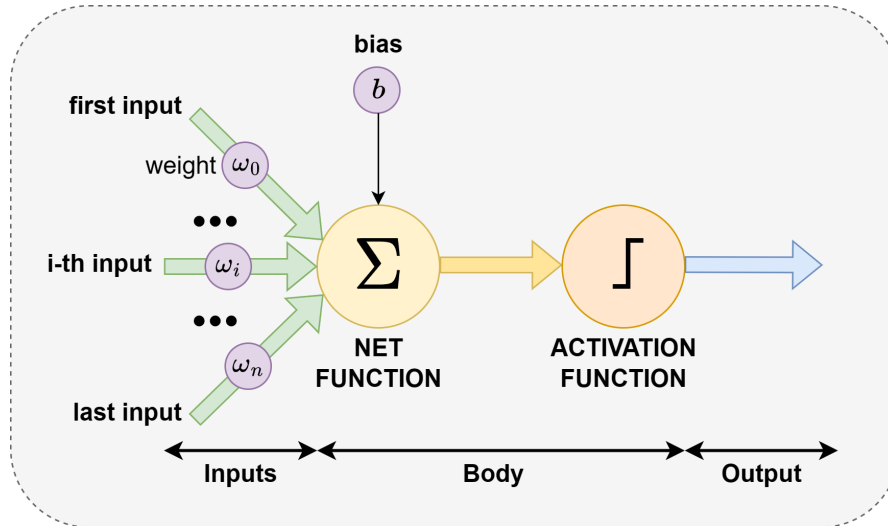 bias
b
first input
weight
ω₀
•••
i-th input
ωᵢ
Σ
•••
ωₙ
NET
FUNCTION
ACTIVATION
FUNCTION
last input
Inputs
Body
Output